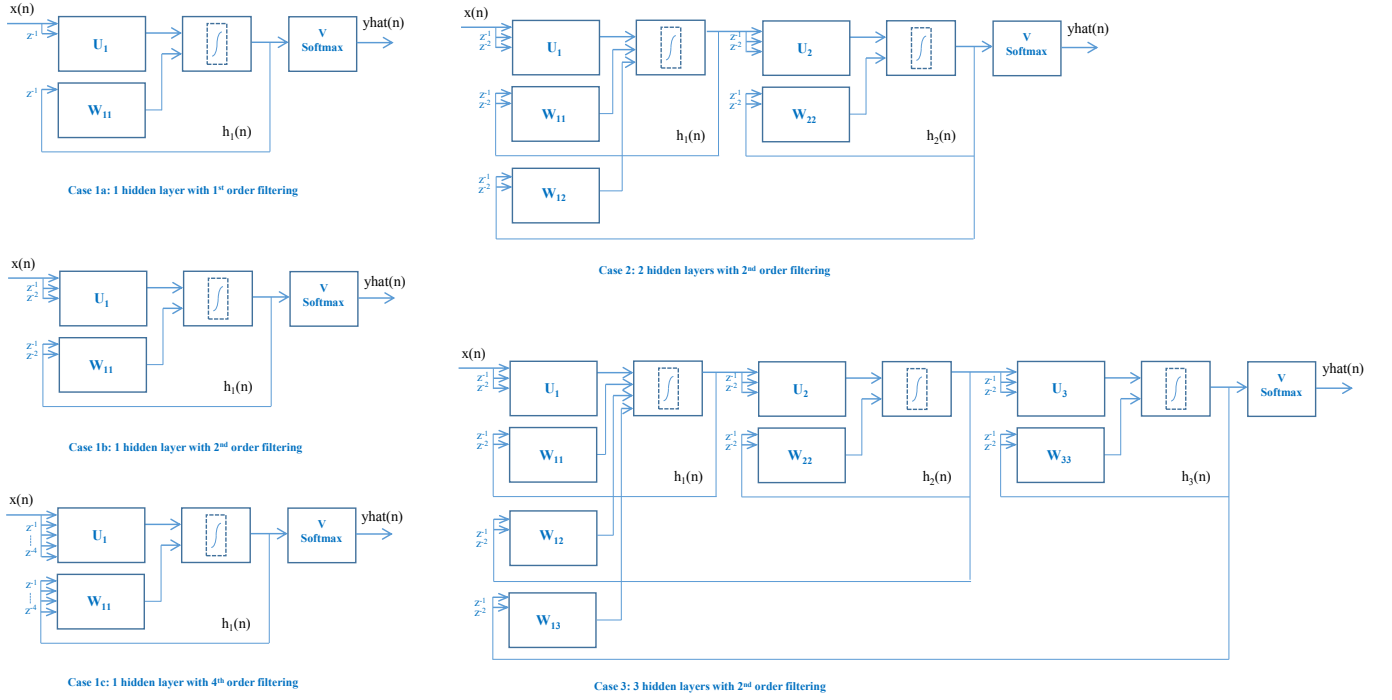 x(n)
z-1
U1
W11
z-1
h1(n)
V
Softmax
yhat(n)
Case 1a: 1 hidden layer with 1st order filtering
x(n)
z-1
z-2
U1
W11
z-1
z-2
h1(n)
V
Softmax
yhat(n)
Case 1b: 1 hidden layer with 2nd order filtering
x(n)
z-1
z-4
U1
W11
z-1
z-4
h1(n)
V
Softmax
yhat(n)
Case 1c: 1 hidden layer with 4th order filtering
x(n)
z-1
z-2
U1
z-1
z-2
W11
z-1
z-2
W12
h1(n)
z-1
z-2
U2
z-1
z-2
W22
h2(n)
V
Softmax
yhat(n)
Case 2: 2 hidden layers with 2nd order filtering
x(n)
z-1
z-2
U1
z-1
z-2
W11
z-1
z-2
W12
z-1
z-2
W13
h1(n)
z-1
z-2
U2
z-1
z-2
W22
h2(n)
z-1
z-2
U3
z-1
z-2
W33
h3(n)
V
Softmax
yhat(n)
Case 3: 3 hidden layers with 2nd order filtering